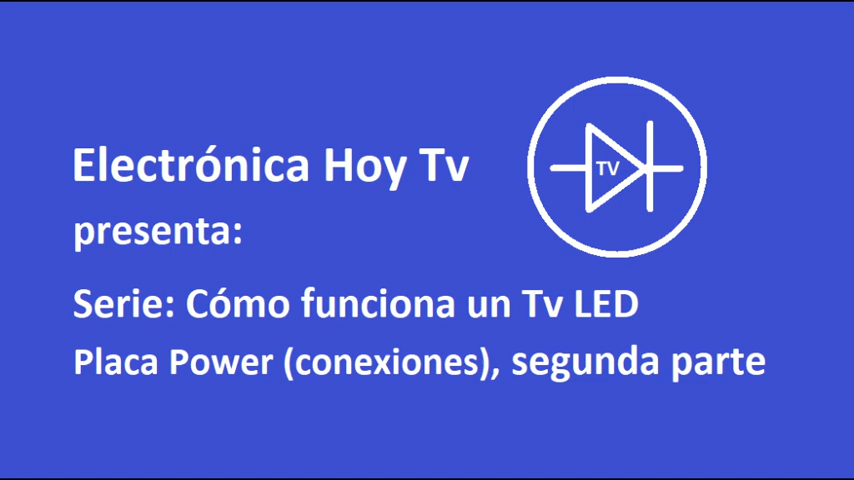 Electrónica Hoy Tv
TV
presenta:
Serie: Cómo funciona un Tv LED
Placa Power (conexiones), segunda parte